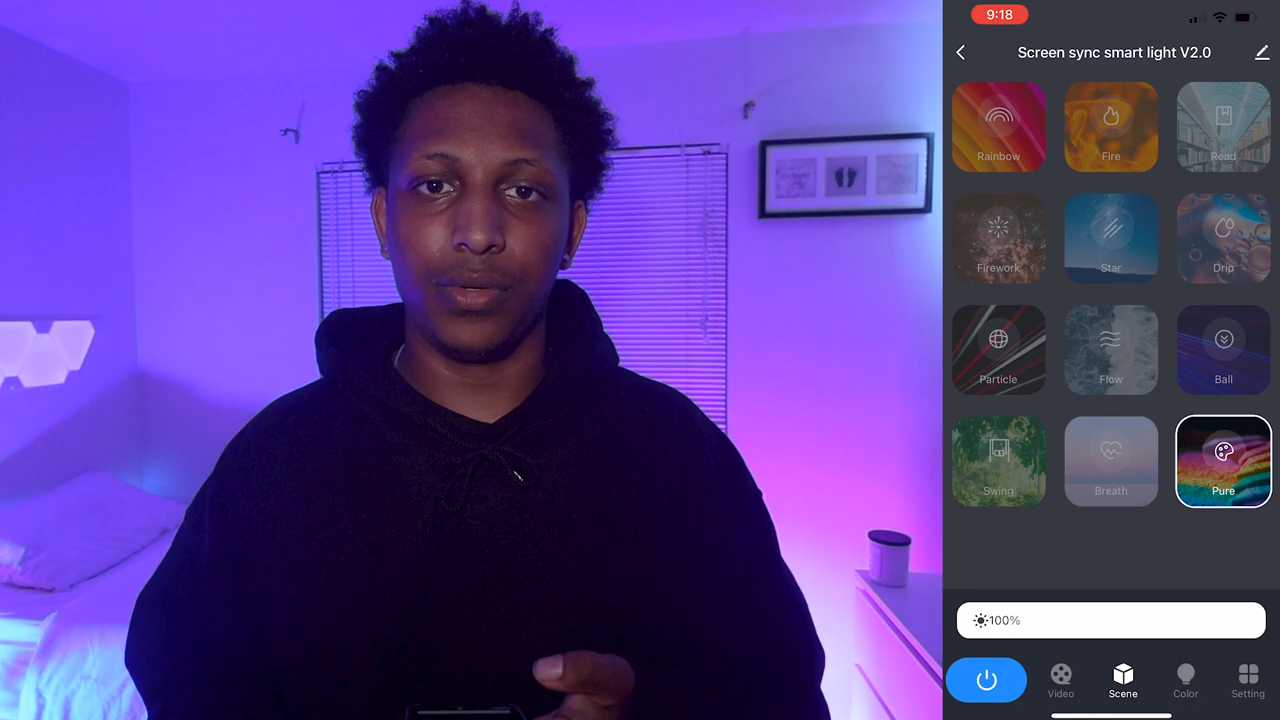 9:18
Screen sync smart light V2.0
Rainbow
Fire
Read
Firework
Star
Drip
Particle
Flow
Ball
Swing
Breath
Pure
100%
Video
Scene
Color
Setting